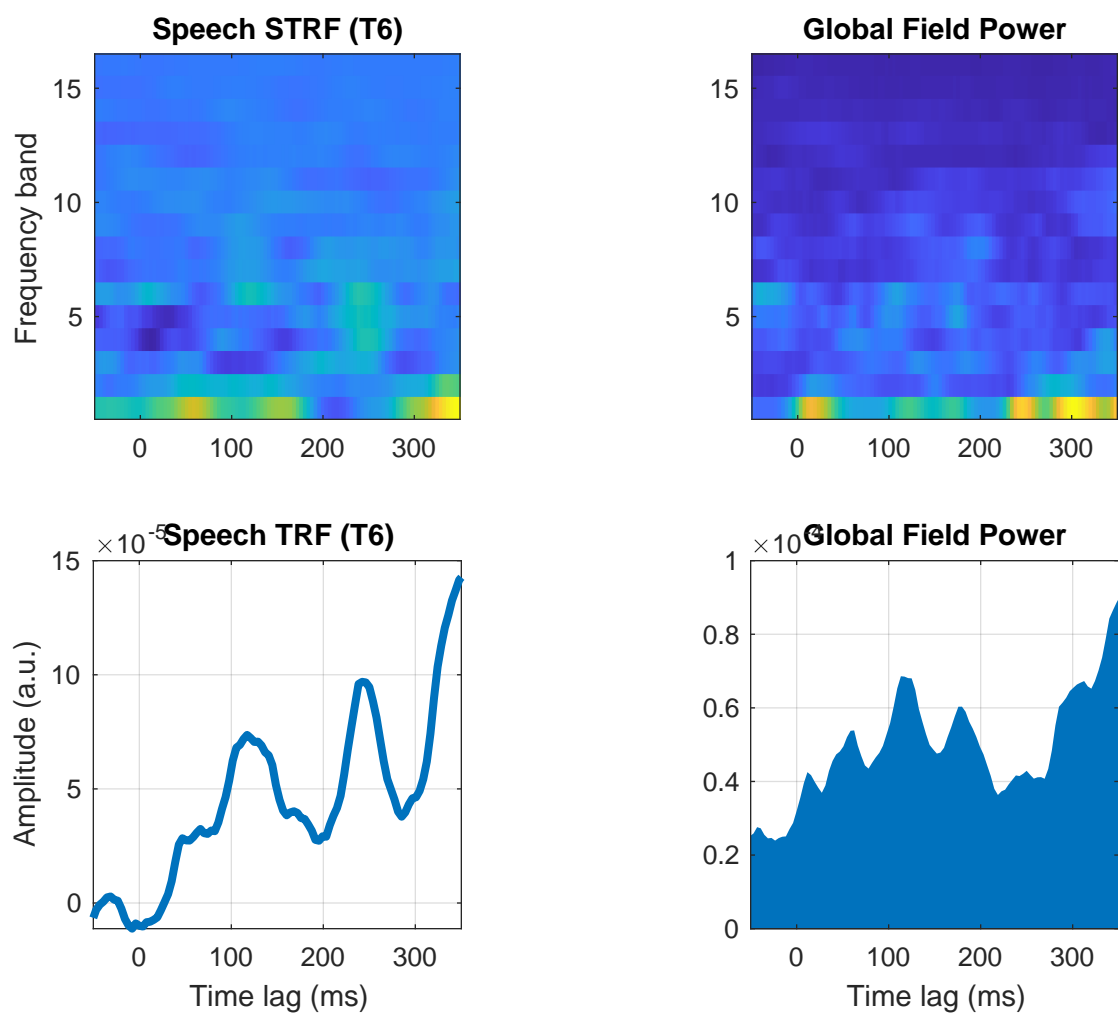 Speech STRF (T6)
Frequency band
15
10
5
0 100 200 300
Global Field Power
15
10
5
0 100 200 300
Speech TRF (T6)
×10-5
Amplitude (a.u.)
15
10
5
0
0 100 200 300
Time lag (ms)
Global Field Power
×10-4
1
0.8
0.6
0.4
0.2
0
0 100 200 300
Time lag (ms)